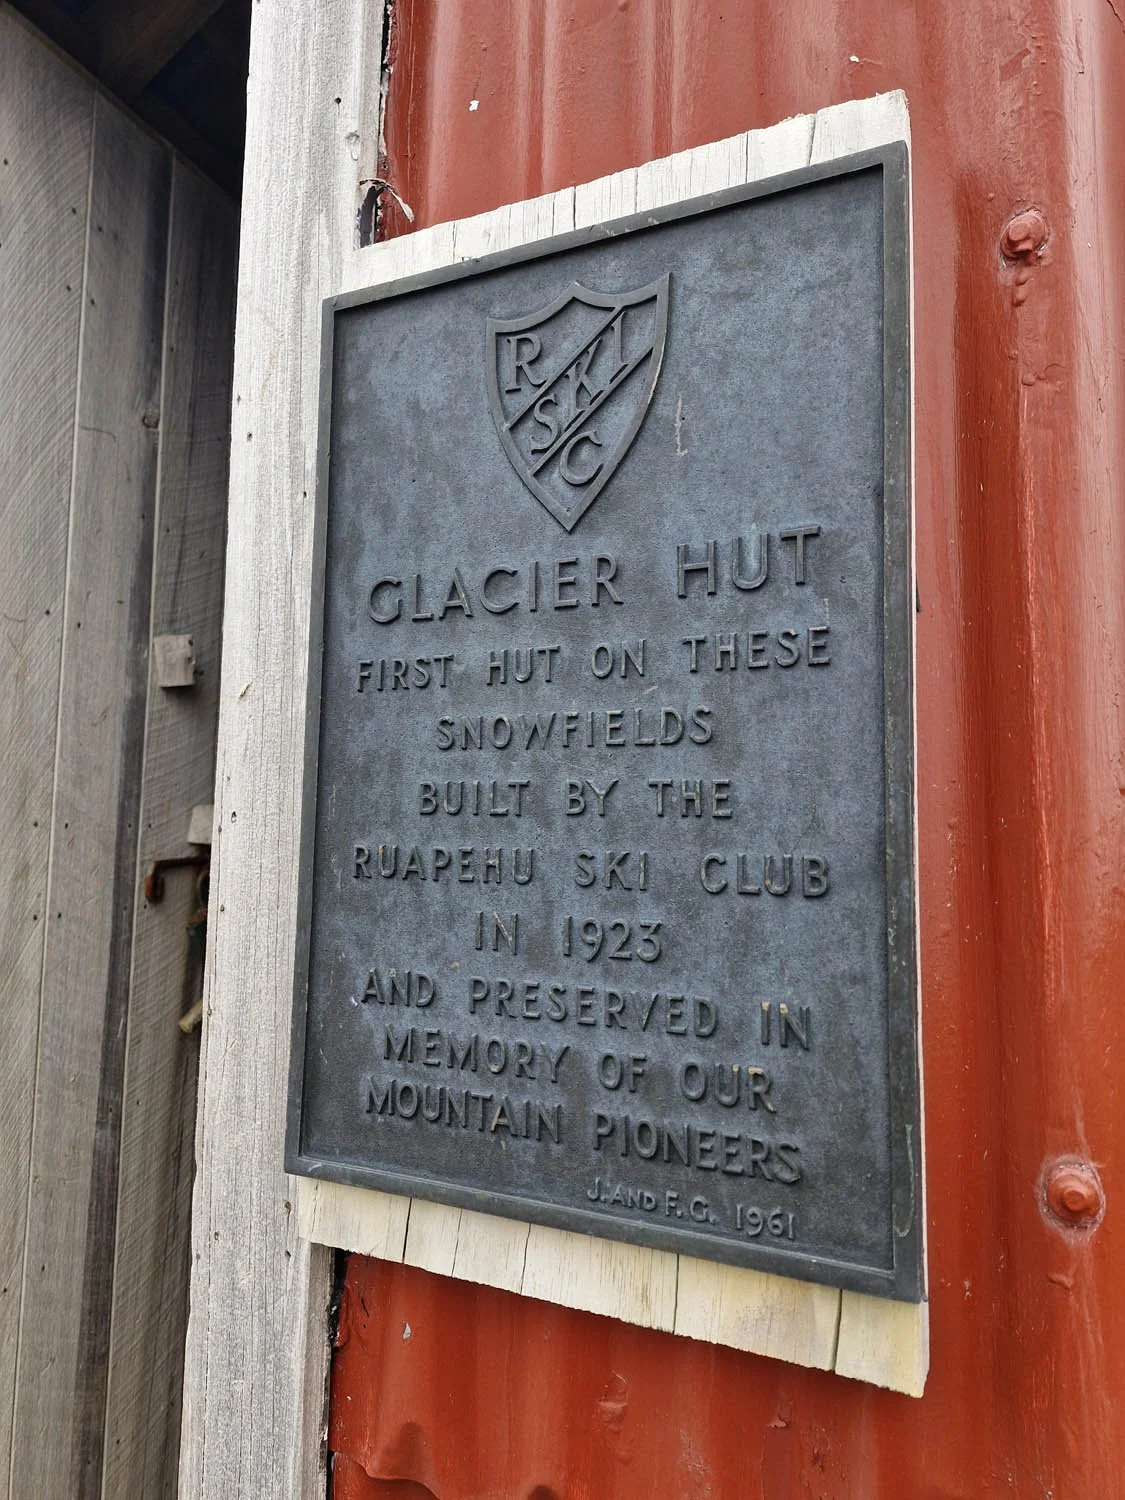 R SKI
S C
GLACIER HUT
FIRST HUT ON THESE
SNOWFIELDS
BUILT BY THE
RUAPEHU SKI CLUB
IN 1923
AND PRESERVED IN
MEMORY OF OUR
MOUNTAIN PIONEERS
J. AND F. G. 1961